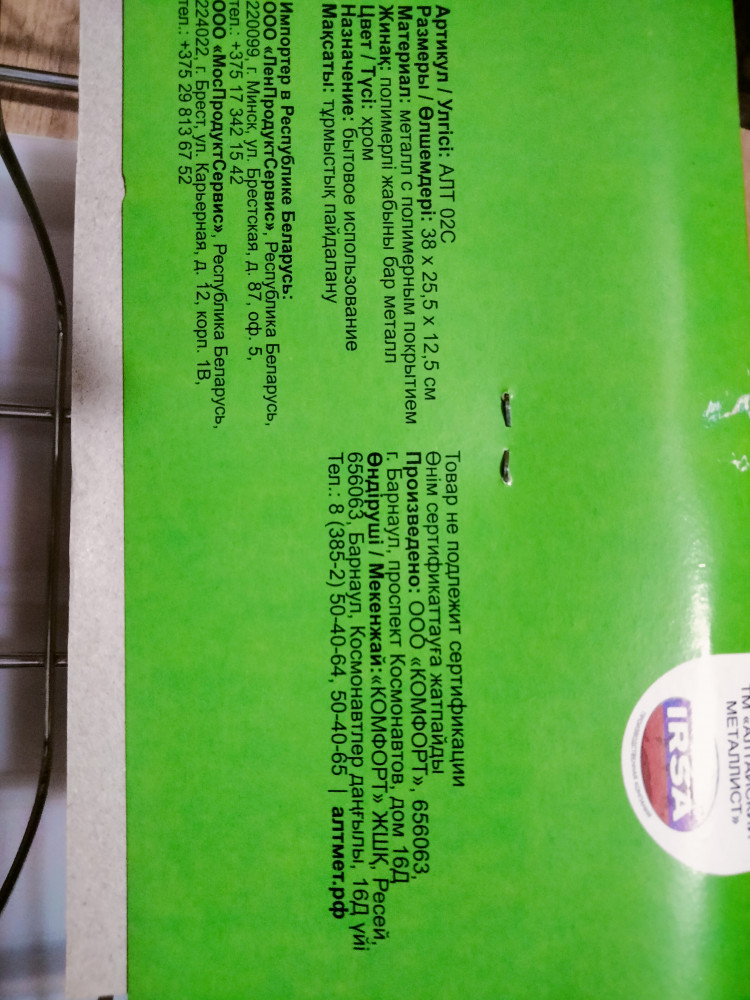 Артикул / Үлгісі: АЛТ 02С
Размеры / Өлшемдері: 38 х 25,5 х 12,5 см
Материал: металл с полимерным покрытием
Жинақ: полимерлі жабыны бар металл
Цвет / Түсі: хром
Назначение: бытовое использование
Мақсаты: тұрмыстық пайдалану
Импортер в Республике Беларусь:
ООО «ЛенПродуктСервис», Республика Беларусь,
220099, г. Минск, ул. Брестская, д. 87, оф. 5,
тел.: +375 17 342 15 42
ООО «МосПродуктСервис», Республика Беларусь,
224022, г. Брест, ул. Карьерная, д. 12, корп. 1В,
тел.: +375 29 813 67 52
Товар не подлежит сертификации
Өнім сертификаттауға жатпайды
Произведено: ООО «КОМФОРТ», 656063,
г. Барнаул, проспект Космонавтов, дом 16Д
Өндіруші / Мекенжай:«КОМФОРТ» ЖШҚ, Ресей,
656063, Барнаул, Космонавтлер даңғылы, 16Д үйі
Тел.: 8 (385-2) 50-40-64, 50-40-65 | алтмет.рф
МЕТАЛЛИСТ»
IRSA